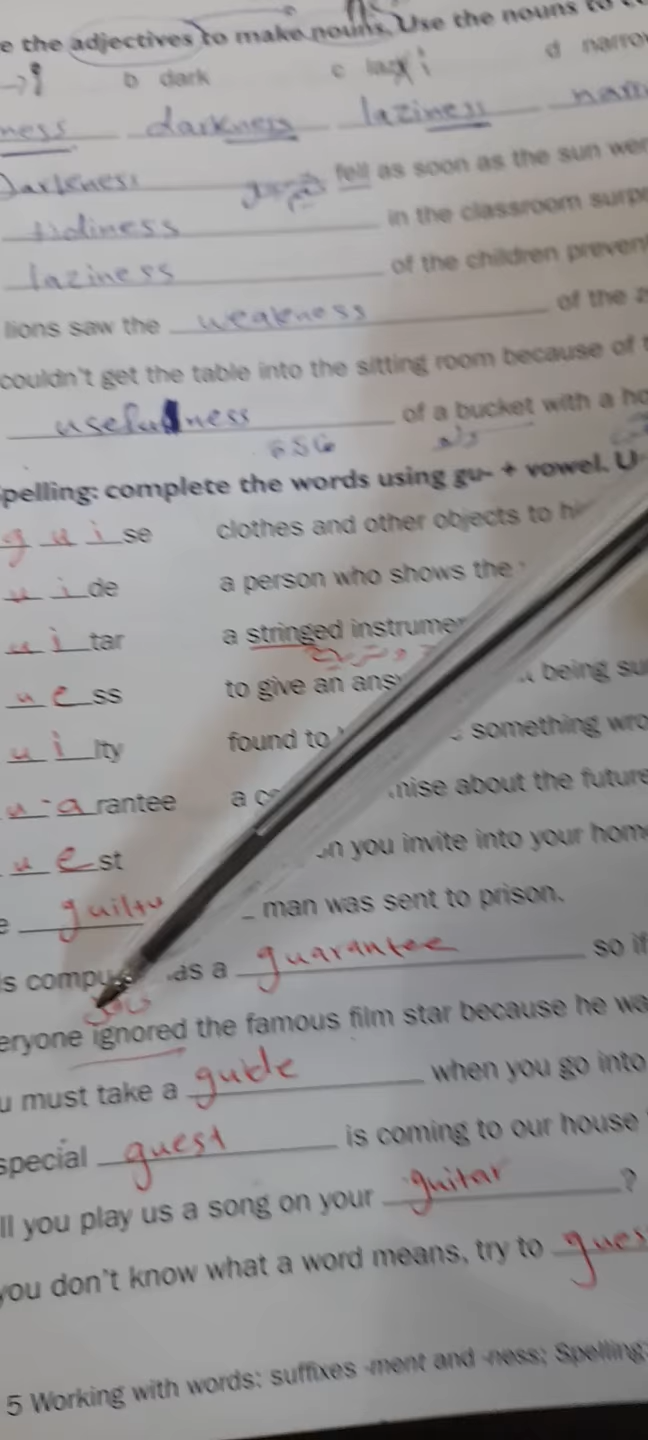 e the adjectives to make nouns. Use the nouns to
b dark c lazy i d narro
ness darkness laziness narr
Darkness fell as soon as the sun wer
tidiness in the classroom surp
laziness of the children preven
lions saw the weakness of the
couldn't get the table into the sitting room because of
usefulness of a bucket with a ho
pelling: complete the words using gu- + vowel. U
g u i se clothes and other objects to hi
u i de a person who shows the
u i tar a stringed instrume
u e ss to give an ans being su
u i lty found to something wro
u - a rantee a c mise about the future
u e st n you invite into your hom
e guilty man was sent to prison.
s compu as a guarantee so if
eryone ignored the famous film star because he wa
u must take a guide when you go into
special guest is coming to our house
ll you play us a song on your guitar ?
you don't know what a word means, try to gues
5 Working with words: suffixes -ment and -ness; Spelling: